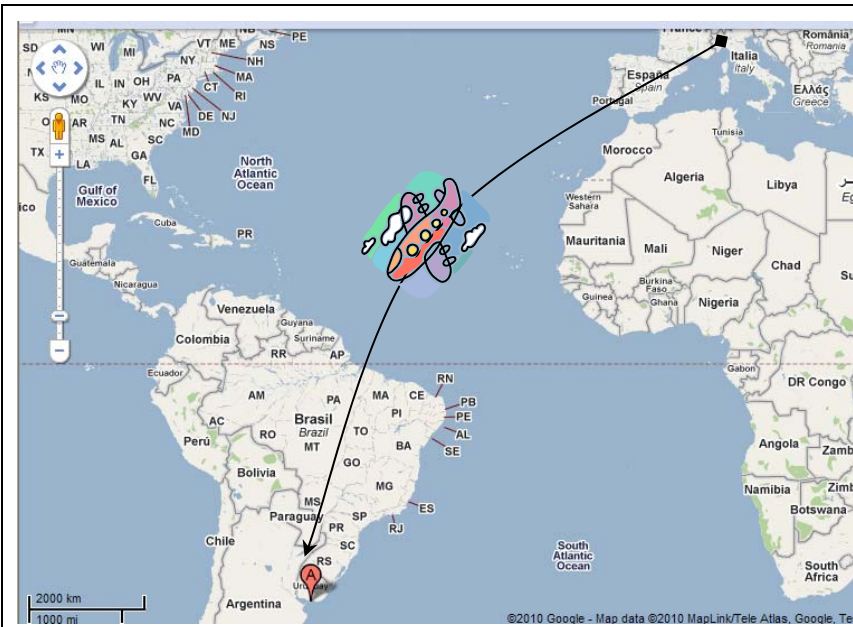 MN
PE
France
România
Romania
SD
WI
MI
VT
ME
NB
NS
NH
NY
MA
Italia
Italy
España
Spain
Portugal
Ελλάς
Greece
IL
IN
OH
PA
CT
RI
KS
MO
KY
WV
VA
DE
NJ
MD
AR
TN
NC
Tunisia
Morocco
TX
MS
AL
SC
GA
LA
FL
North
Atlantic
Ocean
Algeria
Libya
Gulf of
Mexico
Western
Sahara
Cuba
PR
Mauritania
Mali
Niger
Chad
Guatemala
Nicaragua
Burkina
Faso
Guinea
Ghana
Nigeria
Venezuela
Guyana
Suriname
Colombia
RR
AP
Ecuador
Gabon
DR Congo
RN
AM
PA
MA
CE
PB
PE
PI
AL
SE
AC
Brasil
Brazil
TO
BA
RO
MT
Perú
Angola
GO
Bolivia
MG
Namibia
Botswana
MS
ES
Paraguay
SP
RJ
PR
Chile
SC
South
Atlantic
Ocean
RS
A
Uruguay
South
Africa
2000 km
1000 mi
Argentina
©2010 Google - Map data ©2010 MapLink/Tele Atlas, Google, Te